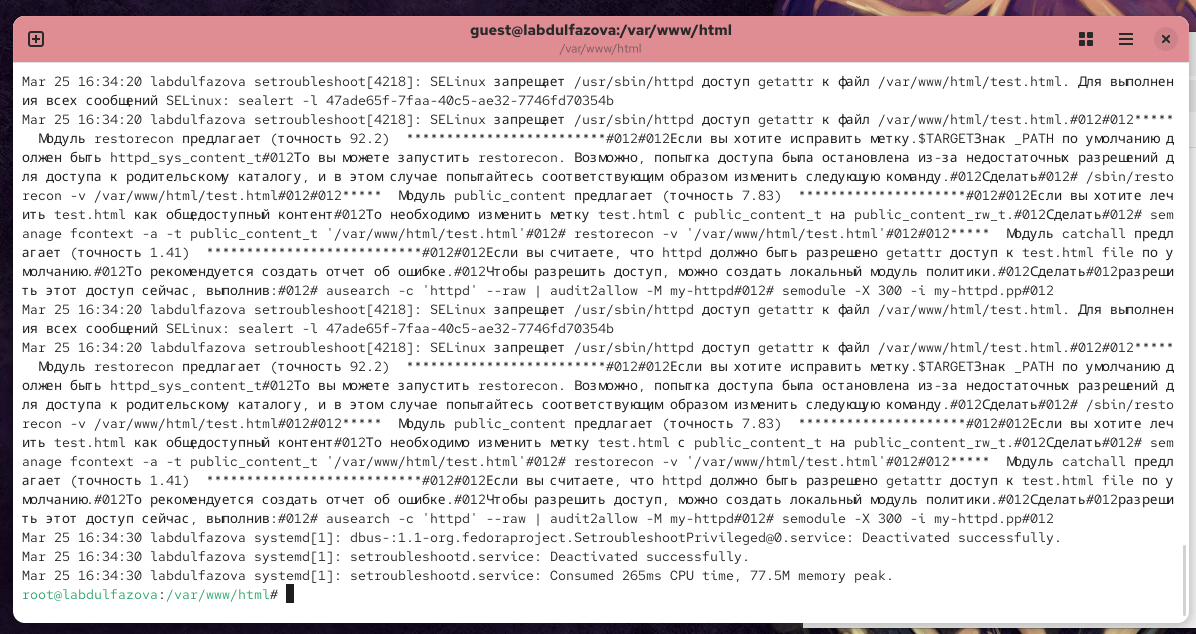 guest@labdulfazova:/var/www/html
/var/www/html
Mar 25 16:34:20 labdulfazova setroubleshoot[4218]: SELinux запрещает /usr/sbin/httpd доступ getattr к файл /var/www/html/test.html. Для выполнен
ия всех сообщений SELinux: sealert -l 47ade65f-7faa-40c5-ae32-7746fd70354b
Mar 25 16:34:20 labdulfazova setroubleshoot[4218]: SELinux запрещает /usr/sbin/httpd доступ getattr к файл /var/www/html/test.html.#012#012*****
Модуль restorecon предлагает (точность 92.2)  *************************#012#012Если вы хотите исправить метку.$TARGETЗнак _PATH по умолчанию д
олжен быть httpd_sys_content_t#012То вы можете запустить restorecon. Возможно, попытка доступа была остановлена из-за недостаточных разрешений д
ля доступа к родительскому каталогу, и в этом случае попытайтесь соответствующим образом изменить следующую команду.#012Сделать#012# /sbin/resto
recon -v /var/www/html/test.html#012#012*****  Модуль public_content предлагает (точность 7.83)  *********************#012#012Если вы хотите леч
ить test.html как общедоступный контент#012То необходимо изменить метку test.html с public_content_t на public_content_rw_t.#012Сделать#012# sem
anage fcontext -a -t public_content_t '/var/www/html/test.html'#012# restorecon -v '/var/www/html/test.html'#012#012*****  Модуль catchall предл
агает (точность 1.41)  ***************************#012#012Если вы считаете, что httpd должно быть разрешено getattr доступ к test.html file по у
молчанию.#012То рекомендуется создать отчет об ошибке.#012Чтобы разрешить доступ, можно создать локальный модуль политики.#012Сделать#012разреши
ть этот доступ сейчас, выполнив:#012# ausearch -c 'httpd' --raw | audit2allow -M my-httpd#012# semodule -X 300 -i my-httpd.pp#012
Mar 25 16:34:20 labdulfazova setroubleshoot[4218]: SELinux запрещает /usr/sbin/httpd доступ getattr к файл /var/www/html/test.html. Для выполнен
ия всех сообщений SELinux: sealert -l 47ade65f-7faa-40c5-ae32-7746fd70354b
Mar 25 16:34:20 labdulfazova setroubleshoot[4218]: SELinux запрещает /usr/sbin/httpd доступ getattr к файл /var/www/html/test.html.#012#012*****
Модуль restorecon предлагает (точность 92.2)  *************************#012#012Если вы хотите исправить метку.$TARGETЗнак _PATH по умолчанию д
олжен быть httpd_sys_content_t#012То вы можете запустить restorecon. Возможно, попытка доступа была остановлена из-за недостаточных разрешений д
ля доступа к родительскому каталогу, и в этом случае попытайтесь соответствующим образом изменить следующую команду.#012Сделать#012# /sbin/resto
recon -v /var/www/html/test.html#012#012*****  Модуль public_content предлагает (точность 7.83)  *********************#012#012Если вы хотите леч
ить test.html как общедоступный контент#012То необходимо изменить метку test.html с public_content_t на public_content_rw_t.#012Сделать#012# sem
anage fcontext -a -t public_content_t '/var/www/html/test.html'#012# restorecon -v '/var/www/html/test.html'#012#012*****  Модуль catchall предл
агает (точность 1.41)  ***************************#012#012Если вы считаете, что httpd должно быть разрешено getattr доступ к test.html file по у
молчанию.#012То рекомендуется создать отчет об ошибке.#012Чтобы разрешить доступ, можно создать локальный модуль политики.#012Сделать#012разреши
ть этот доступ сейчас, выполнив:#012# ausearch -c 'httpd' --raw | audit2allow -M my-httpd#012# semodule -X 300 -i my-httpd.pp#012
Mar 25 16:34:30 labdulfazova systemd[1]: dbus-:1.1-org.fedoraproject.SetroubleshootPrivileged@0.service: Deactivated successfully.
Mar 25 16:34:30 labdulfazova systemd[1]: setroubleshootd.service: Deactivated successfully.
Mar 25 16:34:30 labdulfazova systemd[1]: setroubleshootd.service: Consumed 265ms CPU time, 77.5M memory peak.
root@labdulfazova:/var/www/html#